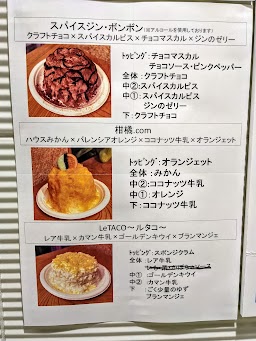 スパイスジン・ボンボン(※アルコールを使用しております)
クラフトチョコ×スパイスカルピス×チョコマスカル×ジンのゼリー
トッピング:チョコマスカル
チョコソース・ピンクペッパー
全体:クラフトチョコ
中②:スパイスカルピス
中①:スパイスカルピス
ジンのゼリー
下:クラフトチョコ
柑橘.com
ハウスみかん×バレンシアオレンジ×ココナッツ牛乳×オランジェット
トッピング:オランジェット
全体:みかん
中②:ココナッツ牛乳
中①:オレンジ
下:ココナッツ牛乳
LeTACO～ルタコ～
レア牛乳×カマン牛乳×ゴールデンキウイ×ブランマンジェ
トッピング:スポンジクラム
全体:レア牛乳
中①:ゴールデンキウイ
中②:カマン牛乳
下:ごく少量のゆず
ブランマンジェ